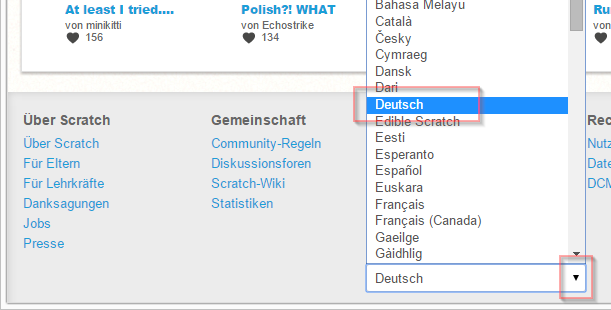 At least I tried....
von minikitti
156
Polish?! WHAT
von Echostrike
134
Ru
von
Über Scratch
Über Scratch
Für Eltern
Für Lehrkräfte
Danksagungen
Jobs
Presse
Gemeinschaft
Community-Regeln
Diskussionsforen
Scratch-Wiki
Statistiken
Bahasa Melayu
Català
Česky
Cymraeg
Dansk
Dari
Deutsch
Edible Scratch
Eesti
Esperanto
Español
Euskara
Français
Français (Canada)
Gaeilge
Gàidhlig
Deutsch
Rec
Nutz
Date
DCM